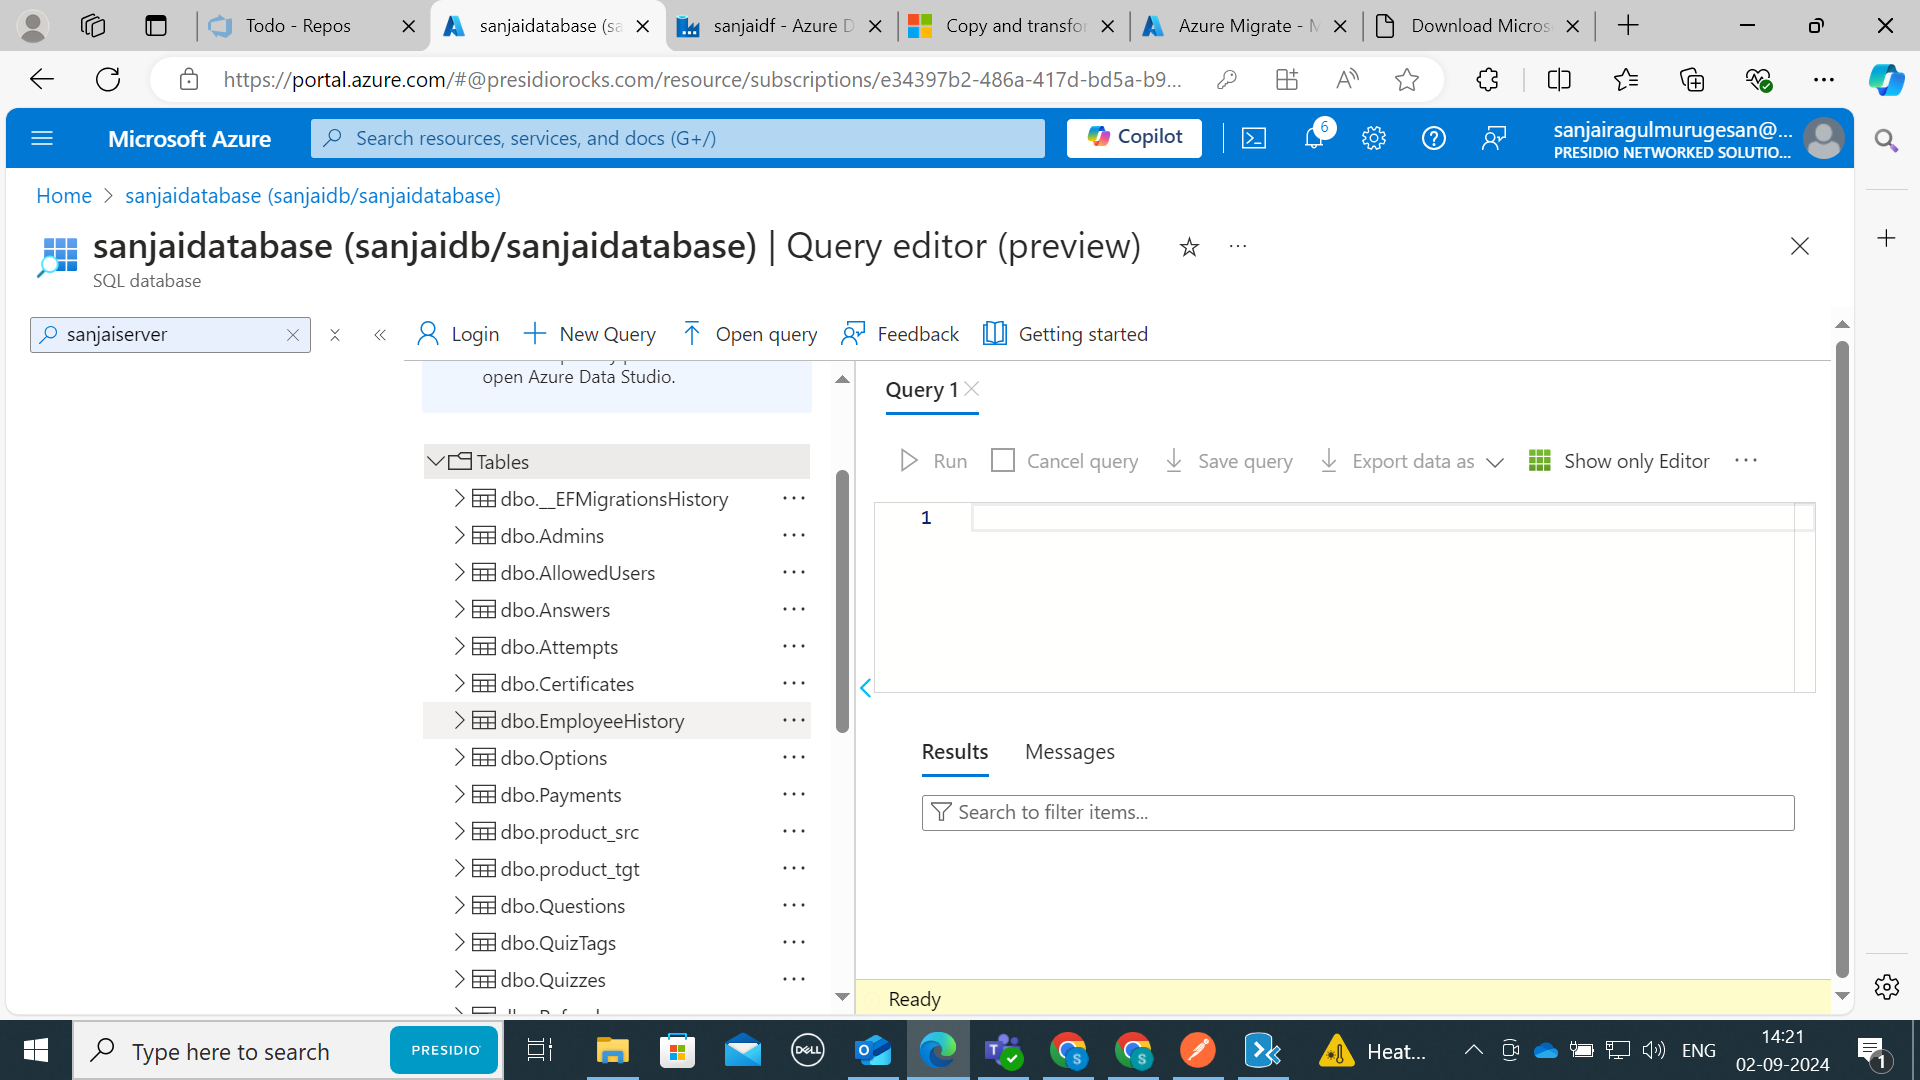 Todo - Repos
sanjaidatabase (sa
sanjaidf - Azure D
Copy and transfor
Azure Migrate - M
Download Micros
https://portal.azure.com/#@presidiorocks.com/resource/subscriptions/e34397b2-486a-417d-bd5a-b9...
Microsoft Azure
Search resources, services, and docs (G+/)
Copilot
6
sanjairagulmurugesan@...
PRESIDIO NETWORKED SOLUTIO...
Home > sanjaidatabase (sanjaidb/sanjaidatabase)
sanjaidatabase (sanjaidb/sanjaidatabase) | Query editor (preview)
SQL database
sanjaiserver
Login
New Query
Open query
Feedback
Getting started
open Azure Data Studio.
Tables
dbo.__EFMigrationsHistory
dbo.Admins
dbo.AllowedUsers
dbo.Answers
dbo.Attempts
dbo.Certificates
dbo.EmployeeHistory
dbo.Options
dbo.Payments
dbo.product_src
dbo.product_tgt
dbo.Questions
dbo.QuizTags
dbo.Quizzes
Query 1
Run
Cancel query
Save query
Export data as
Show only Editor
1
Results
Messages
Search to filter items...
Ready
Type here to search
PRESIDIO
DELL
Heat...
ENG
14:21
02-09-2024
1